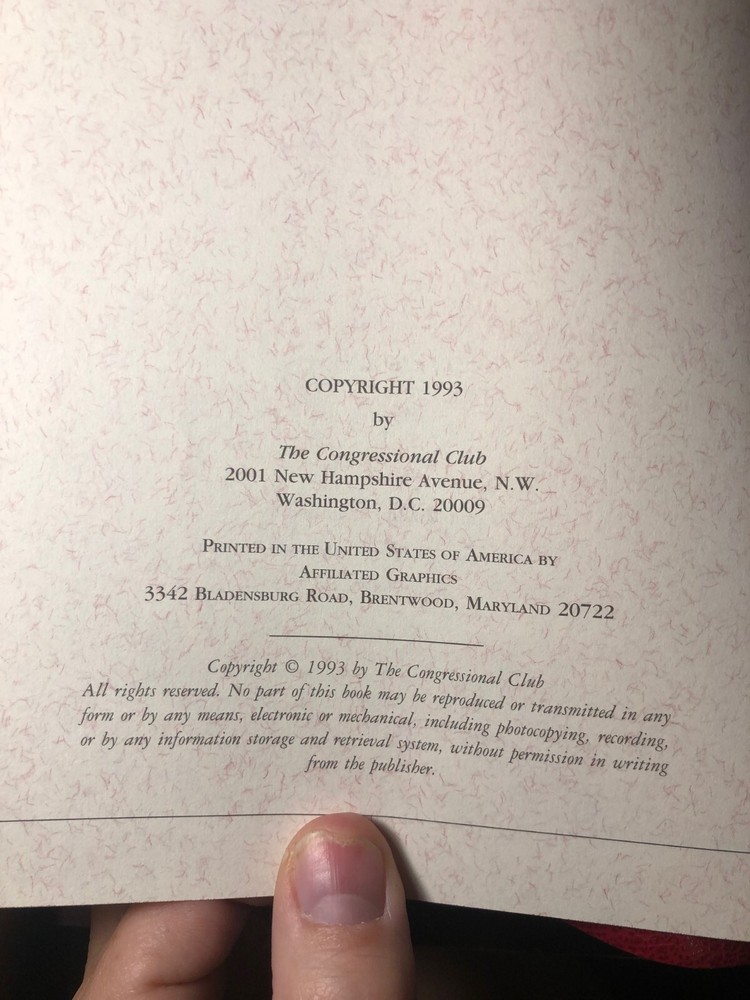 COPYRIGHT 1993
by
The Congressional Club
2001 New Hampshire Avenue, N.W.
Washington, D.C. 20009
PRINTED IN THE UNITED STATES OF AMERICA BY
AFFILIATED GRAPHICS
3342 BLADENSBURG ROAD, BRENTWOOD, MARYLAND 20722
Copyright © 1993 by The Congressional Club
All rights reserved. No part of this book may be reproduced or transmitted in any
form or by any means, electronic or mechanical, including photocopying, recording,
or by any information storage and retrieval system, without permission in writing
from the publisher.